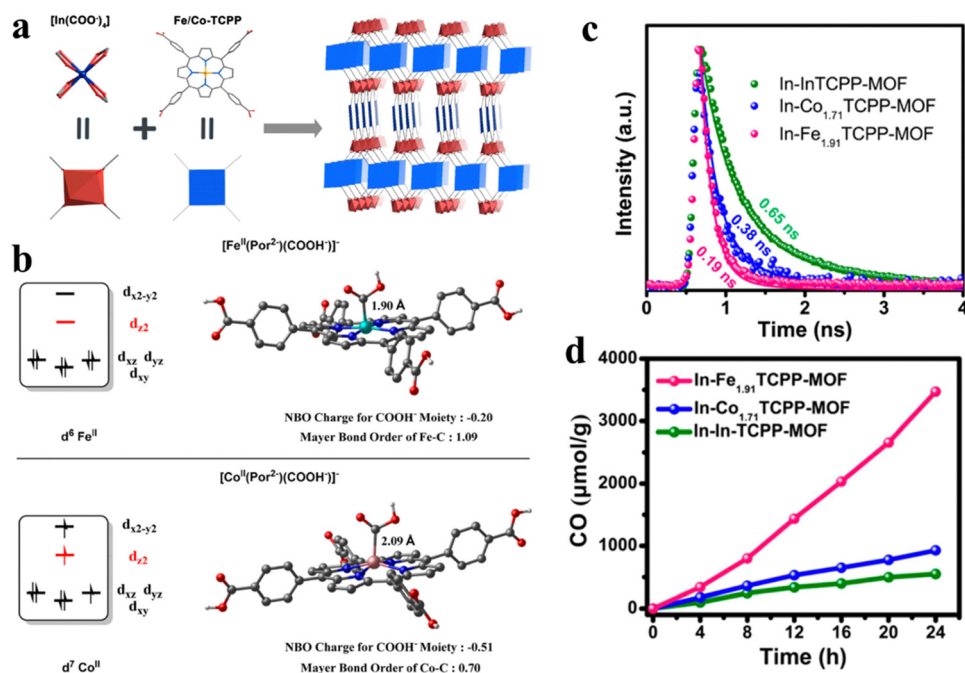 a
[In(COO⁻)₄]
Fe/Co-TCPP
b
[Feᴵᴵ(Por²⁻)(COOH⁻)]⁻
dx2-y2
dz2
dxz dyz
dxy
d⁶ Feᴵᴵ
1.90 Å
NBO Charge for COOH⁻ Moiety : -0.20
Mayer Bond Order of Fe-C : 1.09
[Coᴵᴵ(Por²⁻)(COOH⁻)]⁻
dx2-y2
dz2
dxz dyz
dxy
d⁷ Coᴵᴵ
2.09 Å
NBO Charge for COOH⁻ Moiety : -0.51
Mayer Bond Order of Co-C : 0.70
c
Intensity (a.u.)
In-InTCPP-MOF
In-Co1.71TCPP-MOF
In-Fe1.91TCPP-MOF
0.65 ns
0.38 ns
0.19 ns
0 1 2 3 4
Time (ns)
d
CO (μmol/g)
4000
3000
2000
1000
0
In-Fe1.91TCPP-MOF
In-Co1.71TCPP-MOF
In-In-TCPP-MOF
0 4 8 12 16 20 24
Time (h)